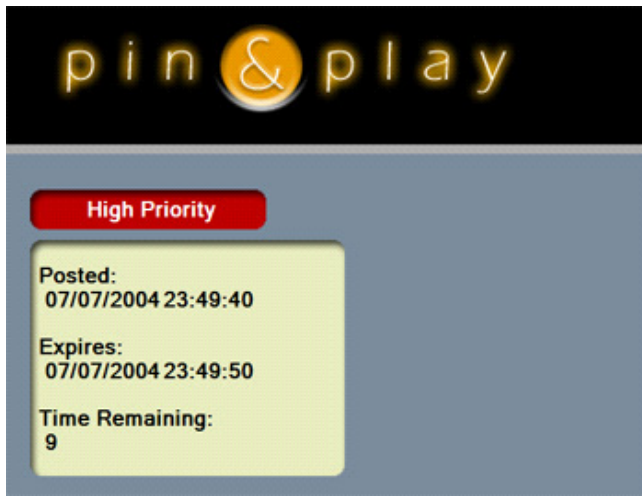 pin & play
High Priority
Posted:
07/07/2004 23:49:40
Expires:
07/07/2004 23:49:50
Time Remaining:
9